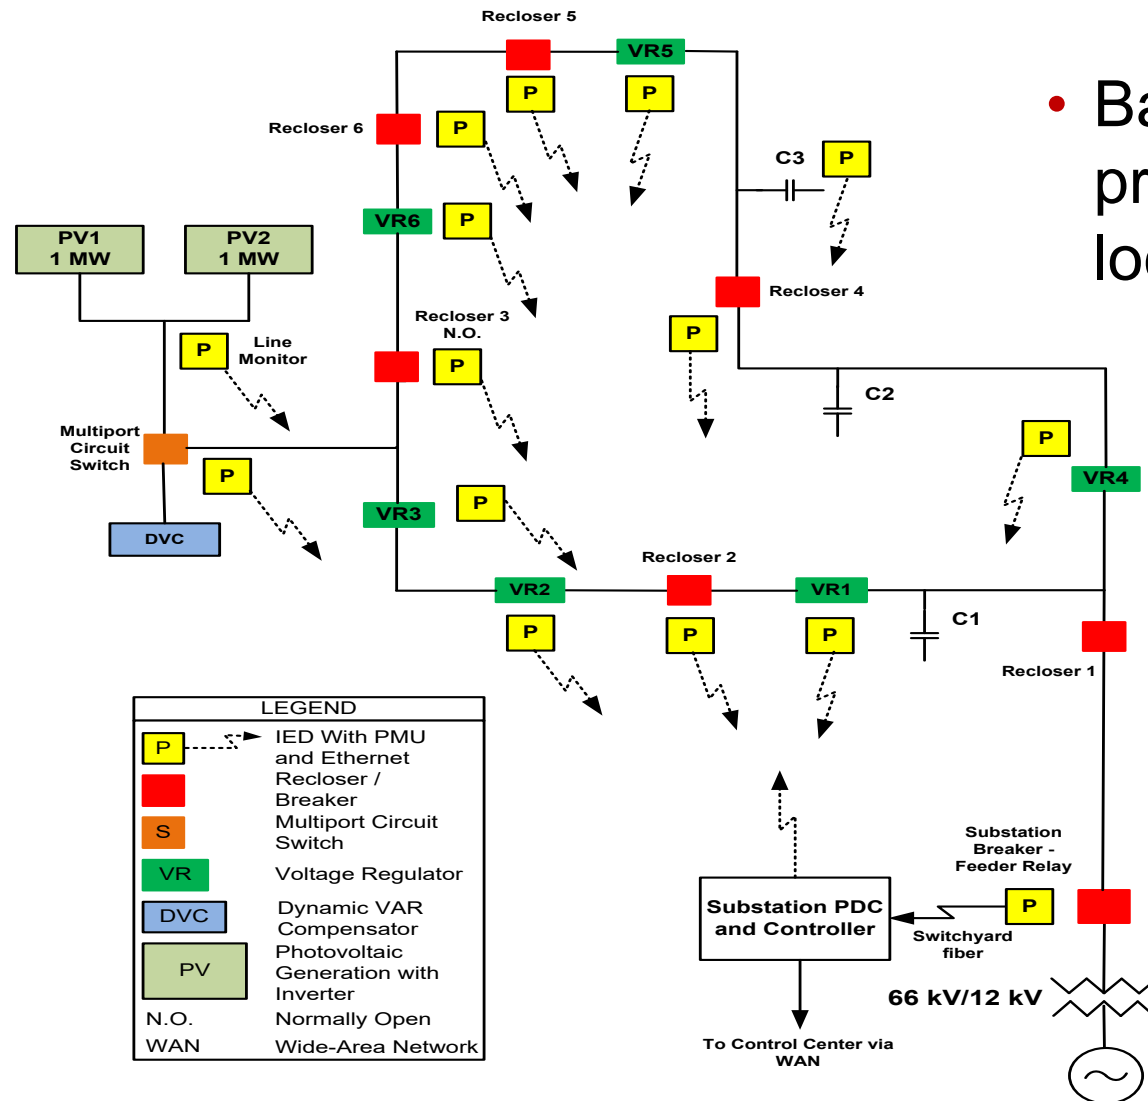 Recloser 5
VR5
P
P
Recloser 6
P
C3
P
• Ba
pr
loc
VR6
P
PV1
1 MW
PV2
1 MW
Recloser 4
P
Recloser 3
N.O.
P
P
Line
Monitor
C2
Multiport
Circuit
Switch
P
P
VR4
DVC
VR3
P
Recloser 2
VR2
VR1
C1
P
P
P
Recloser 1
LEGEND
P
IED With PMU
and Ethernet
Recloser /
Breaker
S
Multiport Circuit
Switch
VR
Voltage Regulator
DVC
Dynamic VAR
Compensator
PV
Photovoltaic
Generation with
Inverter
N.O.
Normally Open
WAN
Wide-Area Network
Substation
Breaker -
Feeder Relay
P
Substation PDC
and Controller
Switchyard
fiber
66 kV/12 kV
To Control Center via
WAN